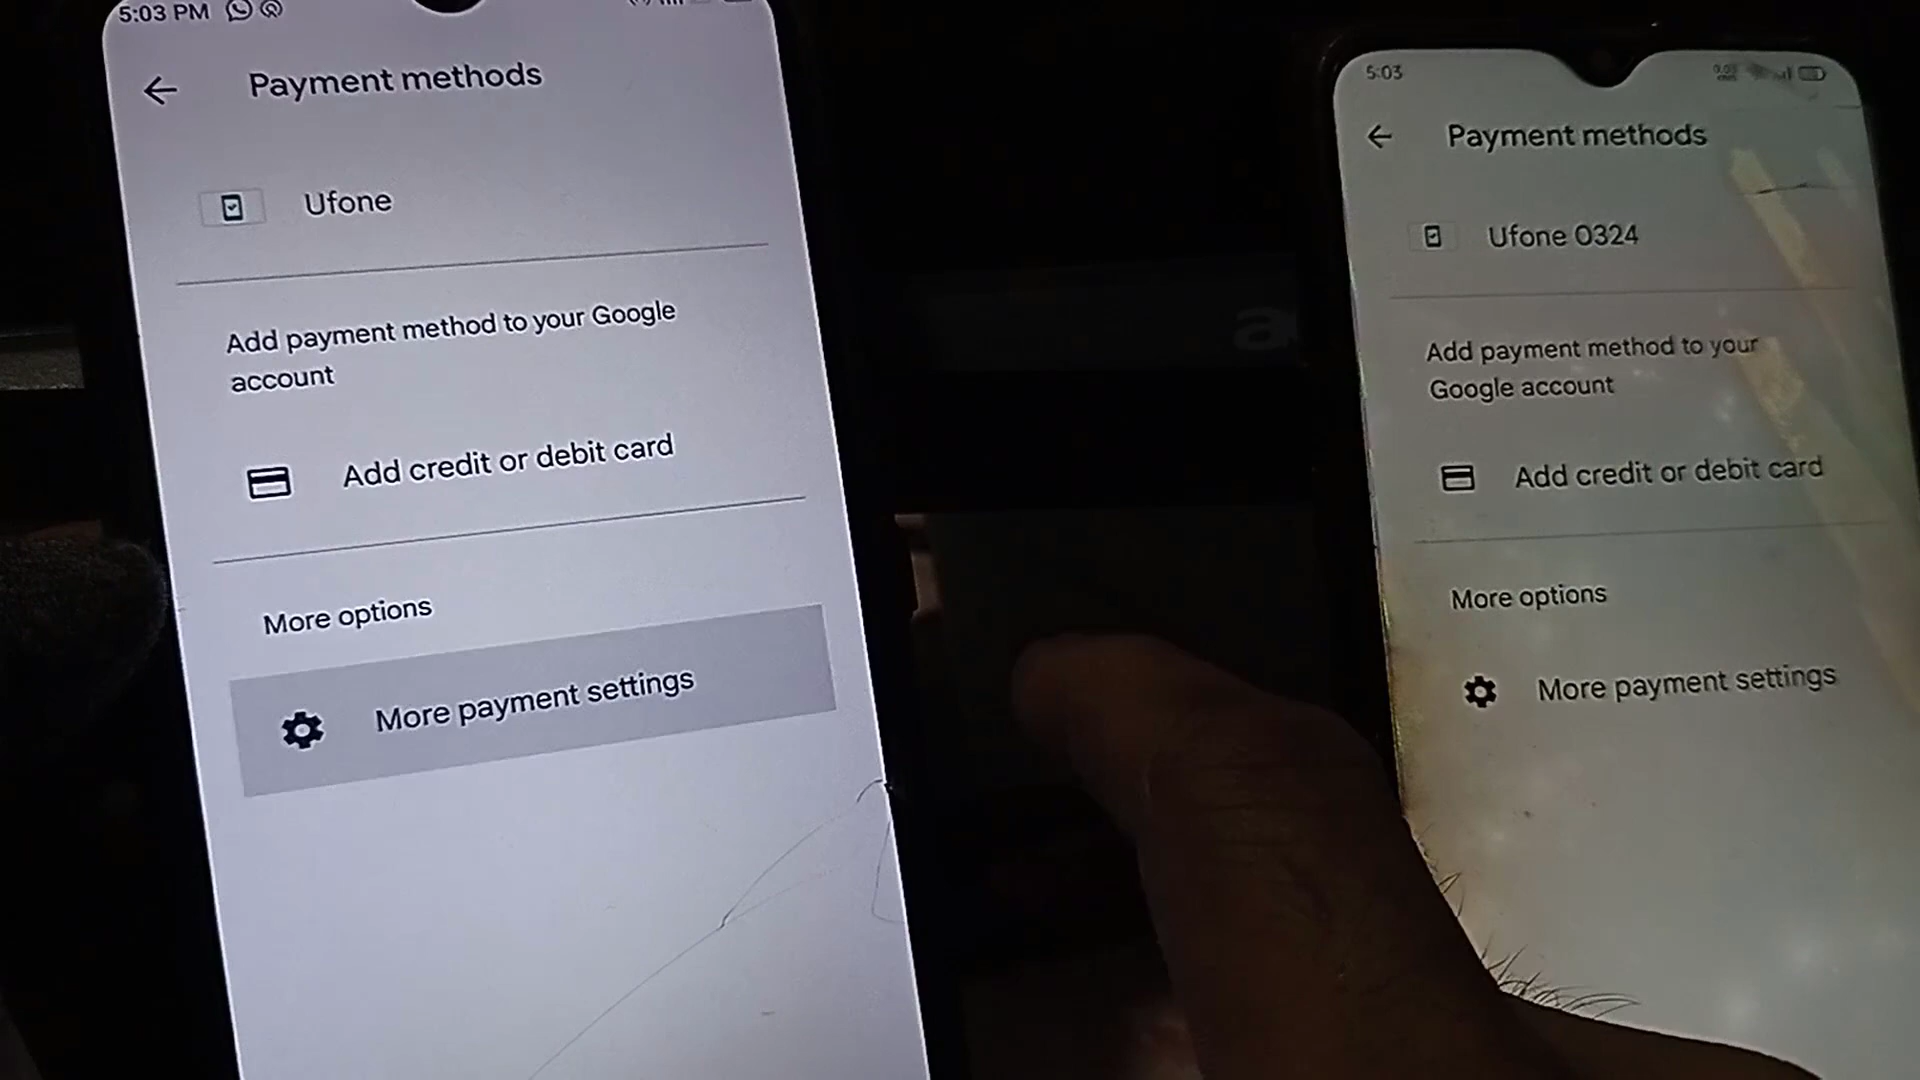 5:03 PM
Payment methods
Ufone
Add payment method to your Google
account
Add credit or debit card
More options
More payment settings
5:03
Payment methods
Ufone 0324
Add payment method to your
Google account
Add credit or debit card
More options
More payment settings
a